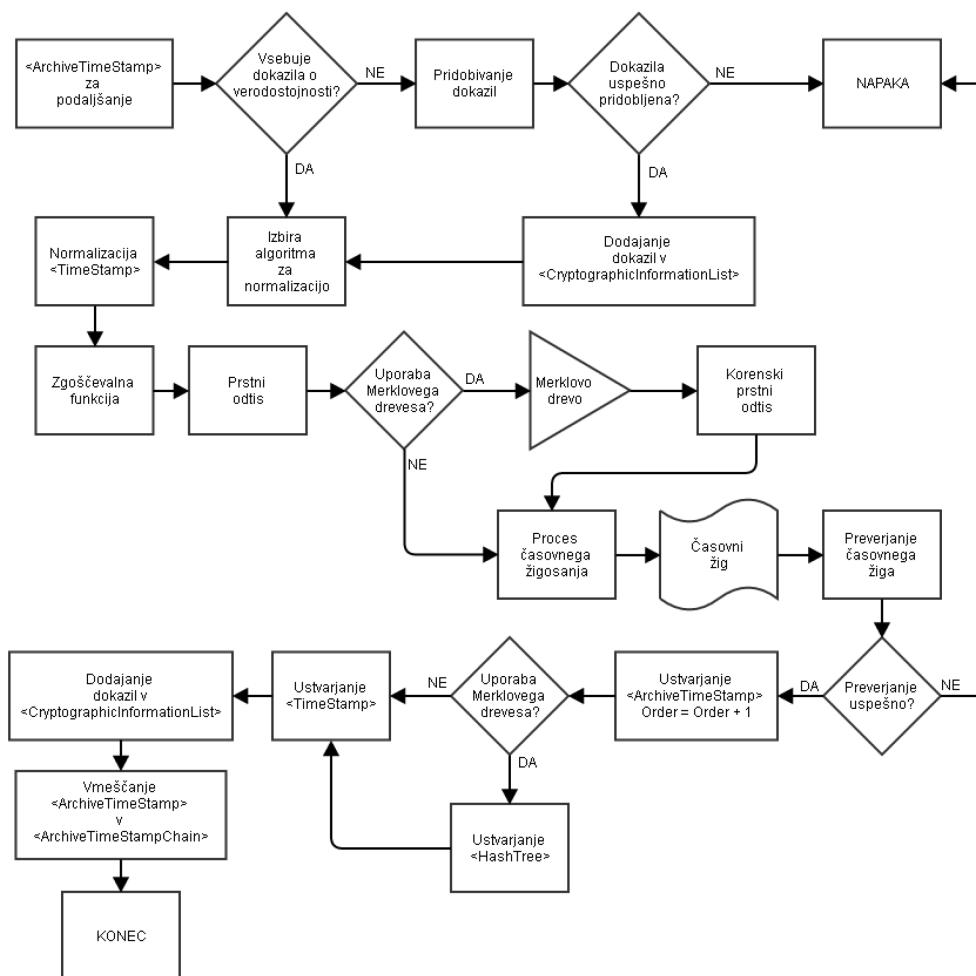 <ArchiveTimeStamp>
za
podaljšanje
Vsebuje
dokazila o
verodostojnosti?
NE
DA
Pridobivanje
dokazil
Dokazila
uspešno
pridobljena?
NE
DA
NAPAKA
Normalizacija
<TimeStamp>
Izbira
algoritma
za
normalizacijo
Dodajanje
dokazil v
<CryptographicInformationList>
Zgoščevalna
funkcija
Prstni
odtis
Uporaba
Merklovega
drevesa?
DA
NE
Merklovo
drevo
Korenski
prstni
odtis
Proces
časovnega
žigosanja
Časovni
žig
Preverjanje
časovnega
žiga
Preverjanje
uspešno?
NE
DA
Ustvarjanje
<ArchiveTimeStamp>
Order = Order + 1
Uporaba
Merklovega
drevesa?
NE
DA
Ustvarjanje
<TimeStamp>
Dodajanje
dokazil v
<CryptographicInformationList>
Ustvarjanje
<HashTree>
Vmeščanje
<ArchiveTimeStamp>
v
<ArchiveTimeStampChain>
KONEC